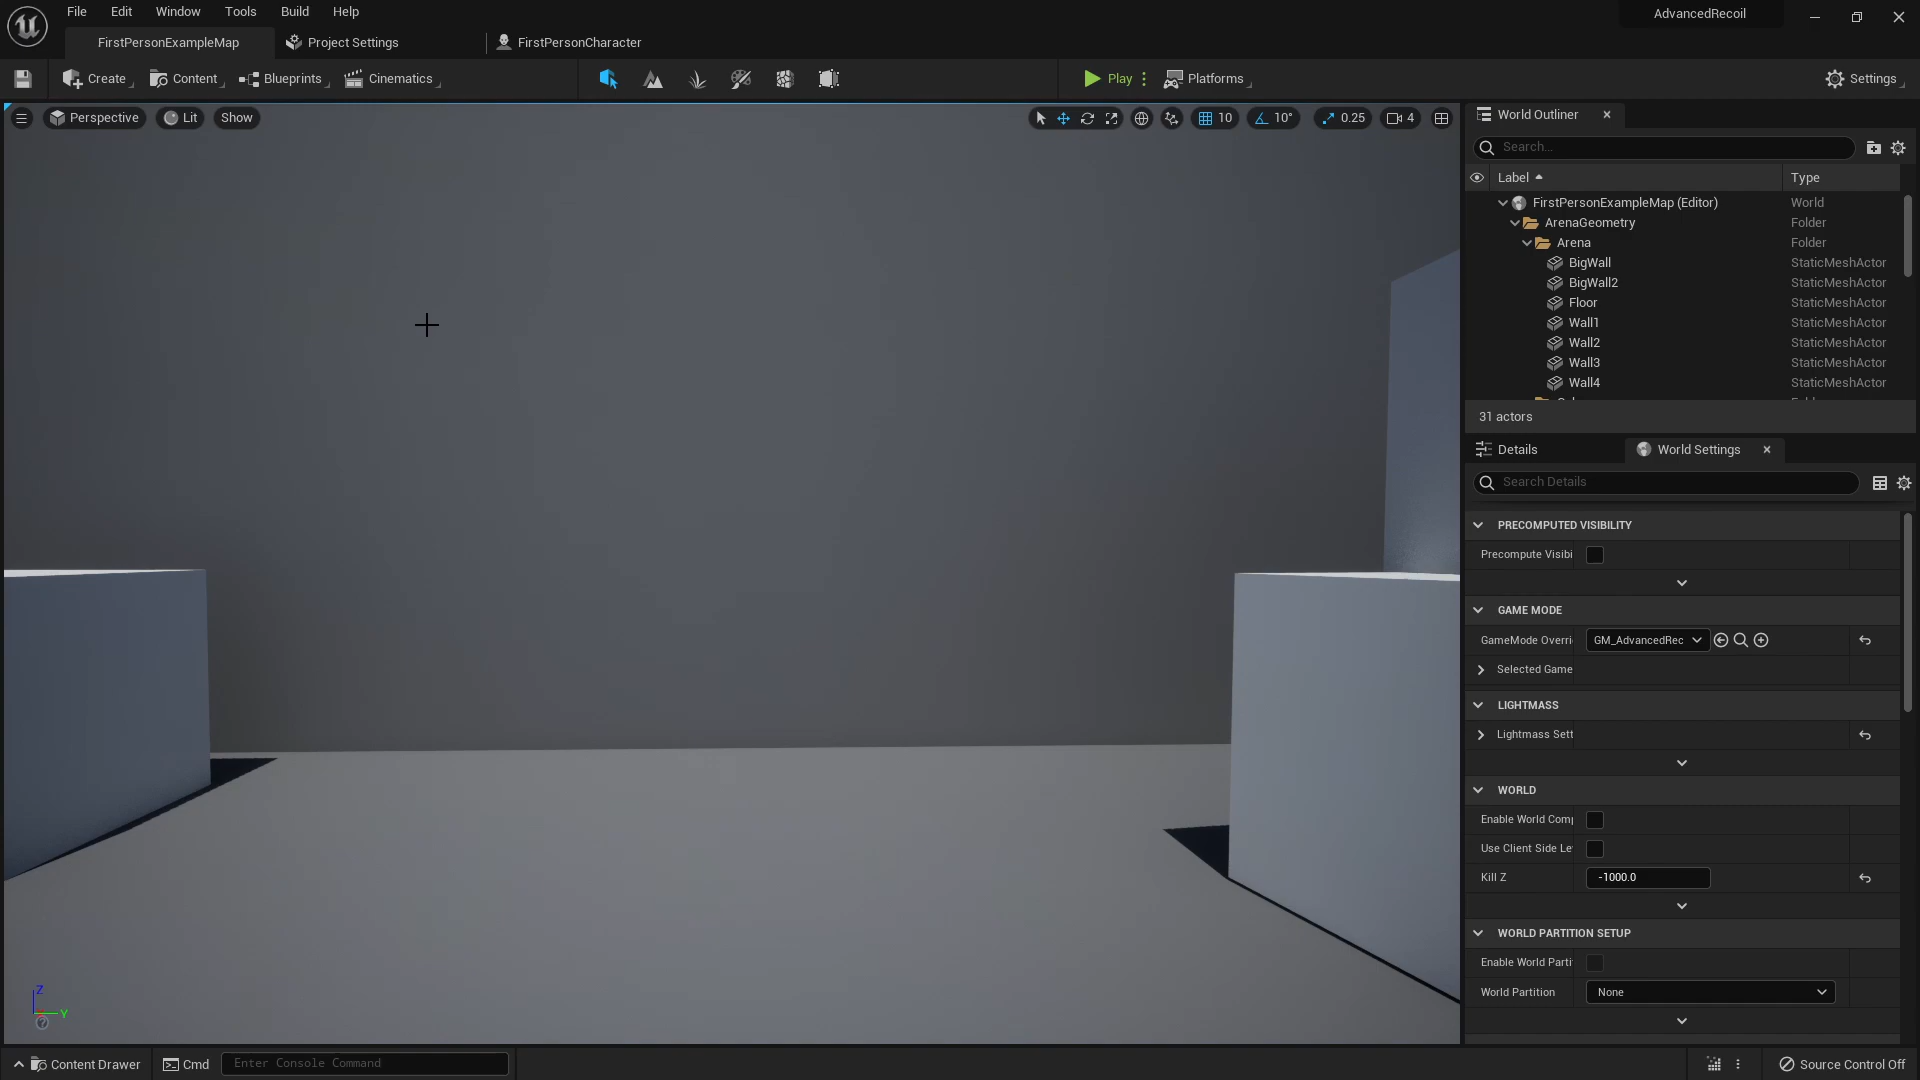 File Edit Window Tools Build Help
AdvancedRecoil
FirstPersonExampleMap Project Settings FirstPersonCharacter
Create Content Blueprints Cinematics Play Platforms Settings
Perspective Lit Show 10 10° 0.25 4
World Outliner
Search...
Label Type
FirstPersonExampleMap (Editor) World
ArenaGeometry Folder
Arena Folder
BigWall StaticMeshActor
BigWall2 StaticMeshActor
Floor StaticMeshActor
Wall1 StaticMeshActor
Wall2 StaticMeshActor
Wall3 StaticMeshActor
Wall4 StaticMeshActor
31 actors
Details World Settings
Search Details
PRECOMPUTED VISIBILITY
Precompute Visibi
GAME MODE
GameMode Overri GM_AdvancedRec
Selected Game
LIGHTMASS
Lightmass Sett
WORLD
Enable World Comp
Use Client Side Le
Kill Z -1000.0
WORLD PARTITION SETUP
Enable World Parti
World Partition None
Z
Y
Content Drawer Cmd Enter Console Command Source Control Off